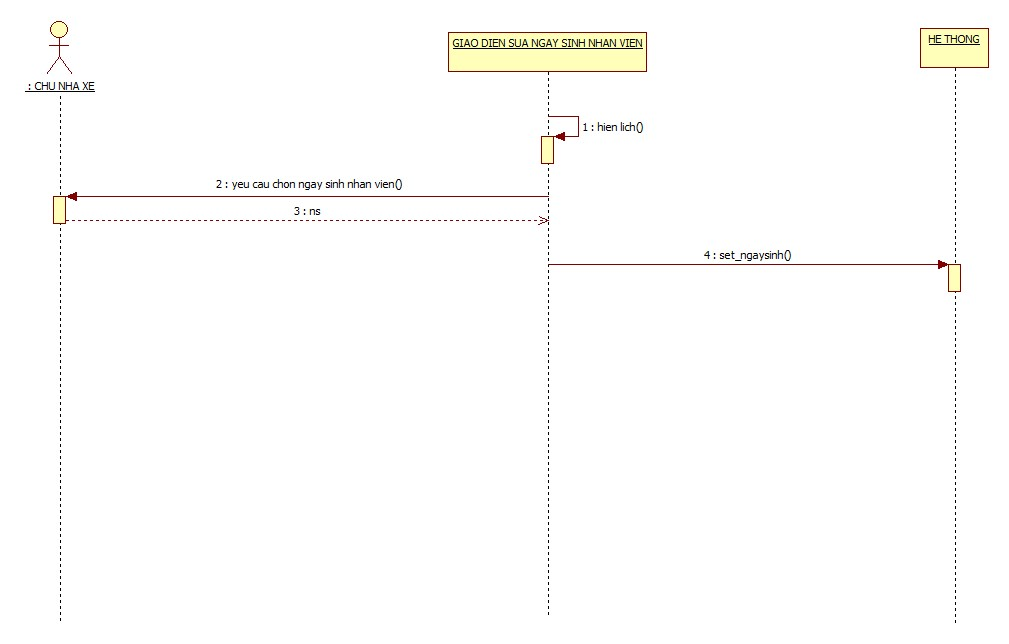 : CHU NHA XE
GIAO DIEN SUA NGAY SINH NHAN VIEN
HE THONG
1 : hien lich()
2 : yeu cau chon ngay sinh nhan vien()
3 : ns
4 : set_ngaysinh()